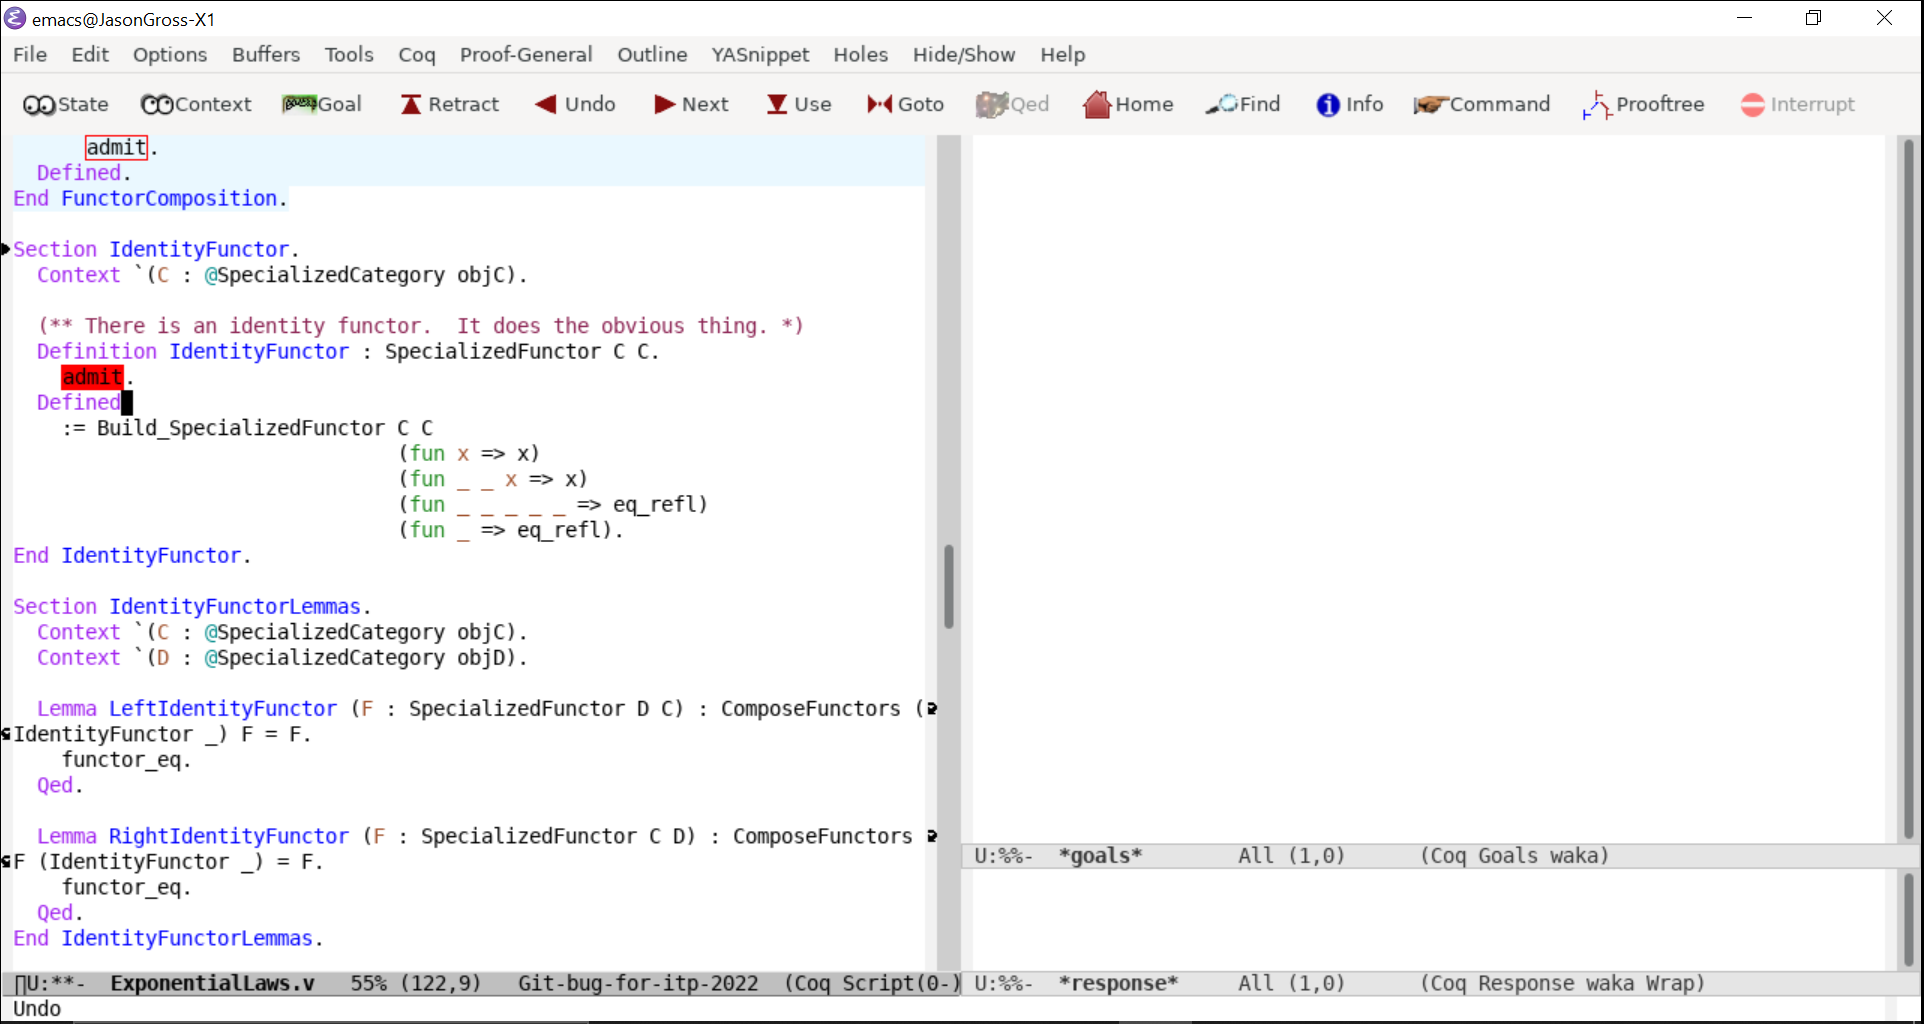 emacs@JasonGross-X1
File Edit Options Buffers Tools Coq Proof-General Outline YASnippet Holes Hide/Show Help
State Context Goal Retract Undo Next Use Goto Qed Home Find Info Command Prooftree Interrupt
admit.
Defined.
End FunctorComposition.
Section IdentityFunctor.
Context `(C : @SpecializedCategory objC).
(** There is an identity functor.  It does the obvious thing. *)
Definition IdentityFunctor : SpecializedFunctor C C.
admit.
Defined
:= Build_SpecializedFunctor C C
(fun x => x)
(fun _ _ x => x)
(fun _ _ _ _ _ => eq_refl)
(fun _ => eq_refl).
End IdentityFunctor.
Section IdentityFunctorLemmas.
Context `(C : @SpecializedCategory objC).
Context `(D : @SpecializedCategory objD).
Lemma LeftIdentityFunctor (F : SpecializedFunctor D C) : ComposeFunctors (
IdentityFunctor _) F = F.
functor_eq.
Qed.
Lemma RightIdentityFunctor (F : SpecializedFunctor C D) : ComposeFunctors
F (IdentityFunctor _) = F.
functor_eq.
Qed.
End IdentityFunctorLemmas.
U:**-  ExponentialLaws.v   55% (122,9)   Git-bug-for-itp-2022  (Coq Script(0-)
Undo
U:%%-  *goals*        All (1,0)      (Coq Goals waka)
U:%%-  *response*     All (1,0)      (Coq Response waka Wrap)